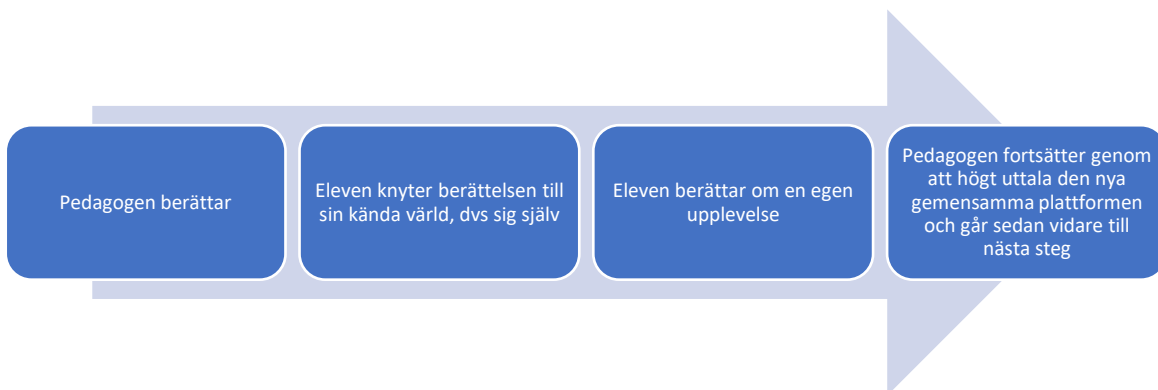 Pedagogen berättar
Eleven knyter berättelsen till
sin kända värld, dvs sig själv
Eleven berättar om en egen
upplevelse
Pedagogen fortsätter genom
att högt uttala den nya
gemensamma plattformen
och går sedan vidare till
nästa steg